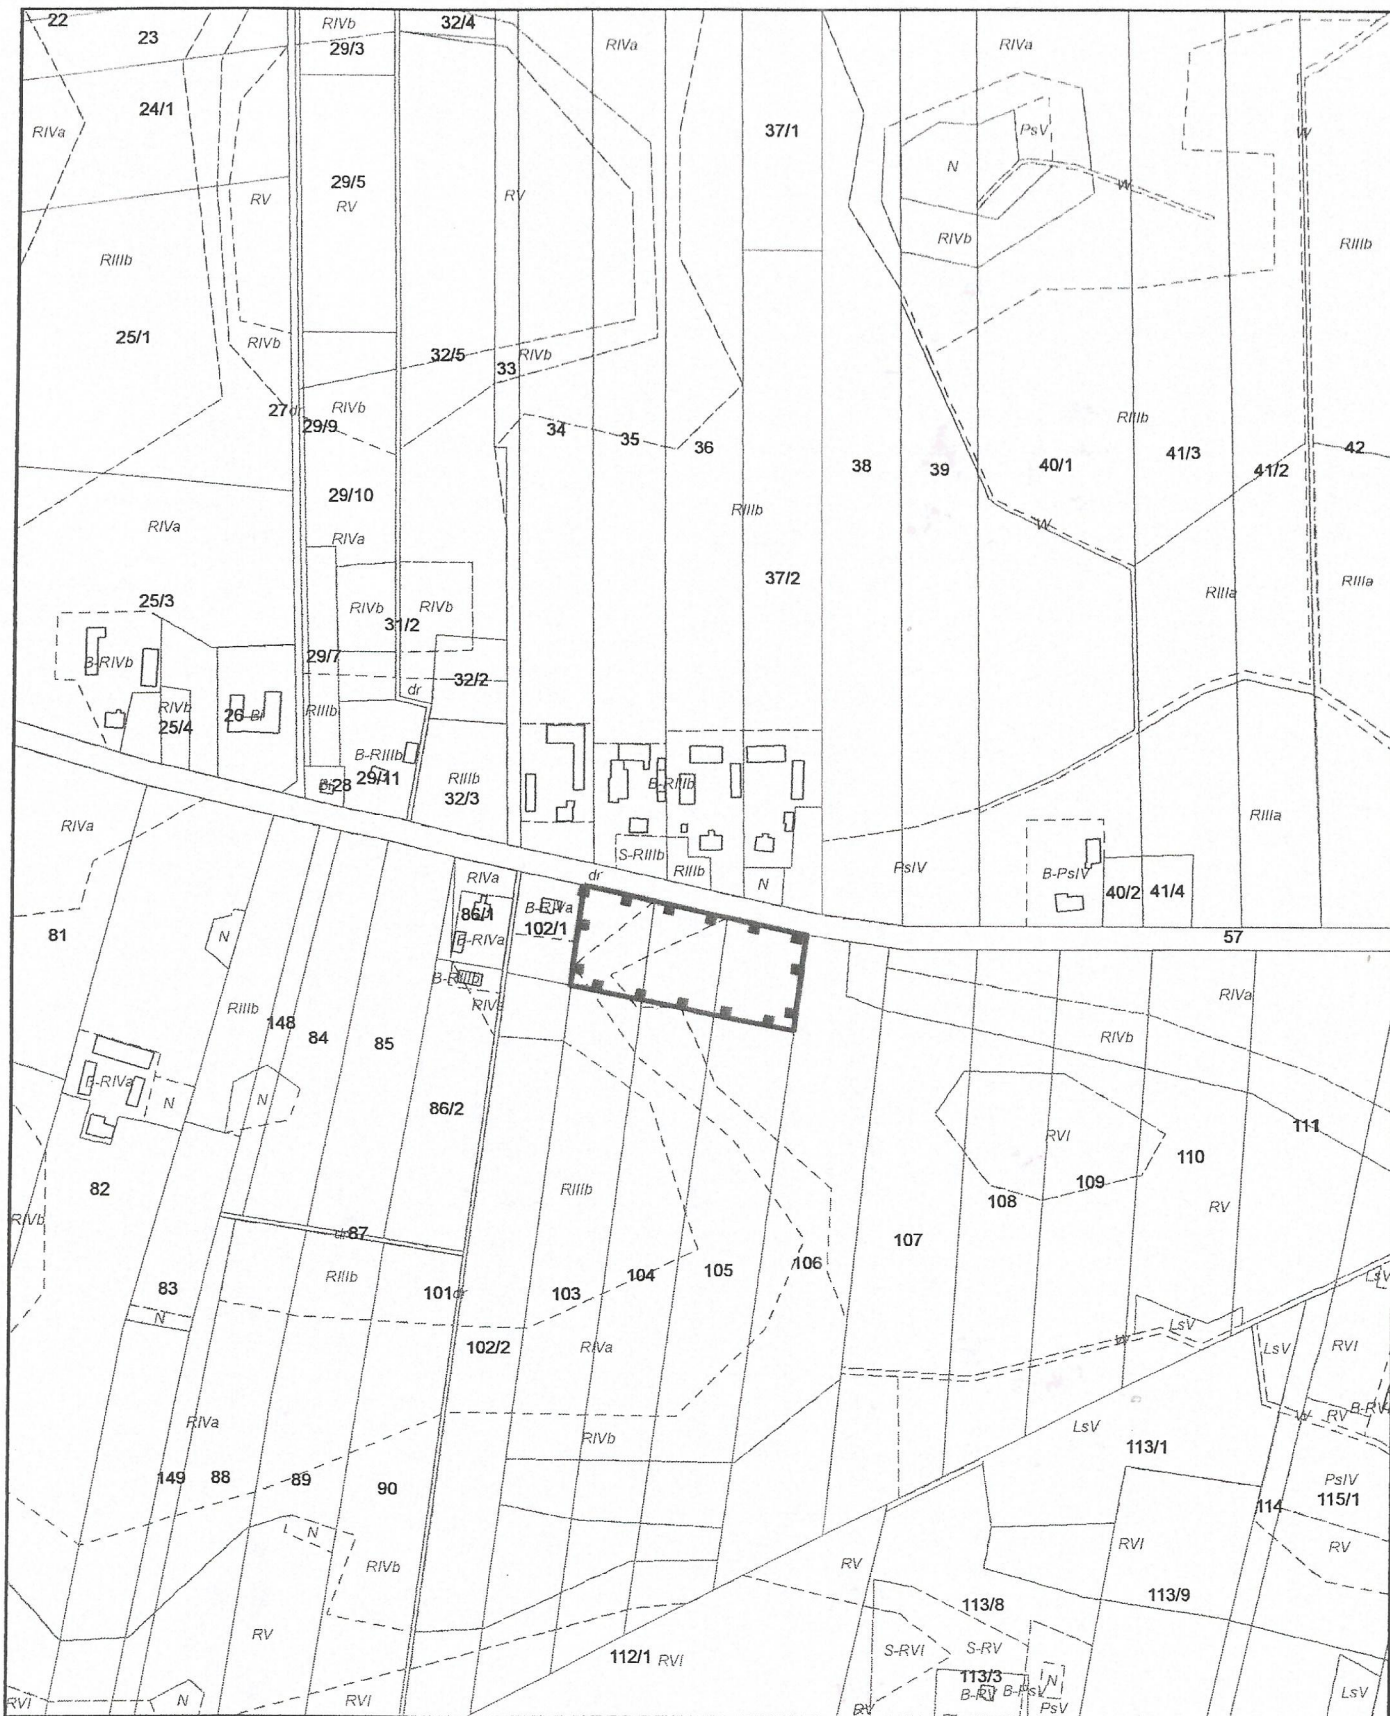 22
23
RIVb
29/3
32/4
RIVa
RIVa
24/1
RIVa
37/1
PsV
W
N
29/5
RV
RV
RV
W
RIVb
RIIIb
RIIIb
25/1
RIVb
32/5
33
RIVb
27 dr
RIVb
29/9
34
35
36
RIIIb
38
39
40/1
41/3
41/2
42
29/10
RIVa
RIVa
RIIIb
W
37/2
RIIIa
RIIIa
25/3
RIVb
RIVb
31/2
B-RIVb
29/7
32/2
dr
RIVb
25/4
26
Bi
RIIIb
B-RIIIb
29/11
28
RIIIb
32/3
B-RIIIb
RIVa
S-RIIIb
RIIIb
dr
N
PsIV
B-PsIV
40/2
41/4
RIIIa
RIVa
86/1
B-RIVa
102/1
B-RIVa
81
N
57
B-RIIIb
RIVa
RIVa
RIIIb
148
84
85
RIVb
B-RIVa
N
N
86/2
RVI
111
110
109
108
82
RIIIb
RV
RIVb
dr
87
107
83
RIIIb
101 dr
103
104
105
106
N
LsV
LsV
W
102/2
RIVa
LsV
RVI
RIVa
RIVb
LsV
113/1
W
RV
B-RVI
149
88
89
90
PsIV
115/1
114
N
RIVb
RV
RVI
RV
113/8
113/9
RV
S-RVI
S-RV
112/1
RVI
113/3
N
B-RV
B-PsV
PsV
RVI
N
RVI
RV
LsV